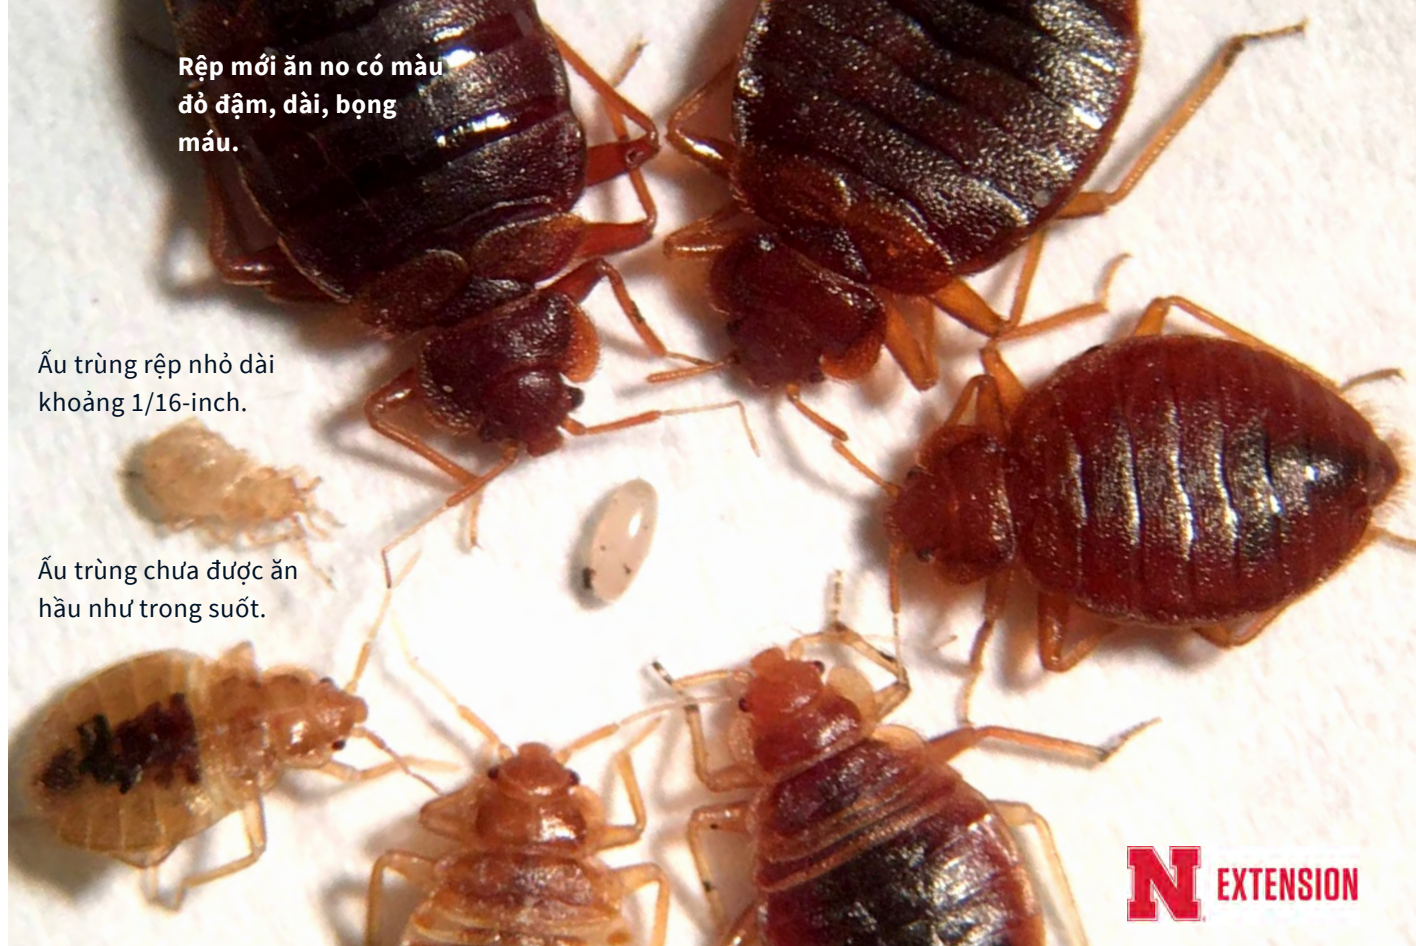 Rệp mới ăn no có màu
đỏ đậm, dài, bọng
máu.
Ấu trùng rệp nhỏ dài
khoảng 1/16-inch.
Ấu trùng chưa được ăn
hầu như trong suốt.
N EXTENSION